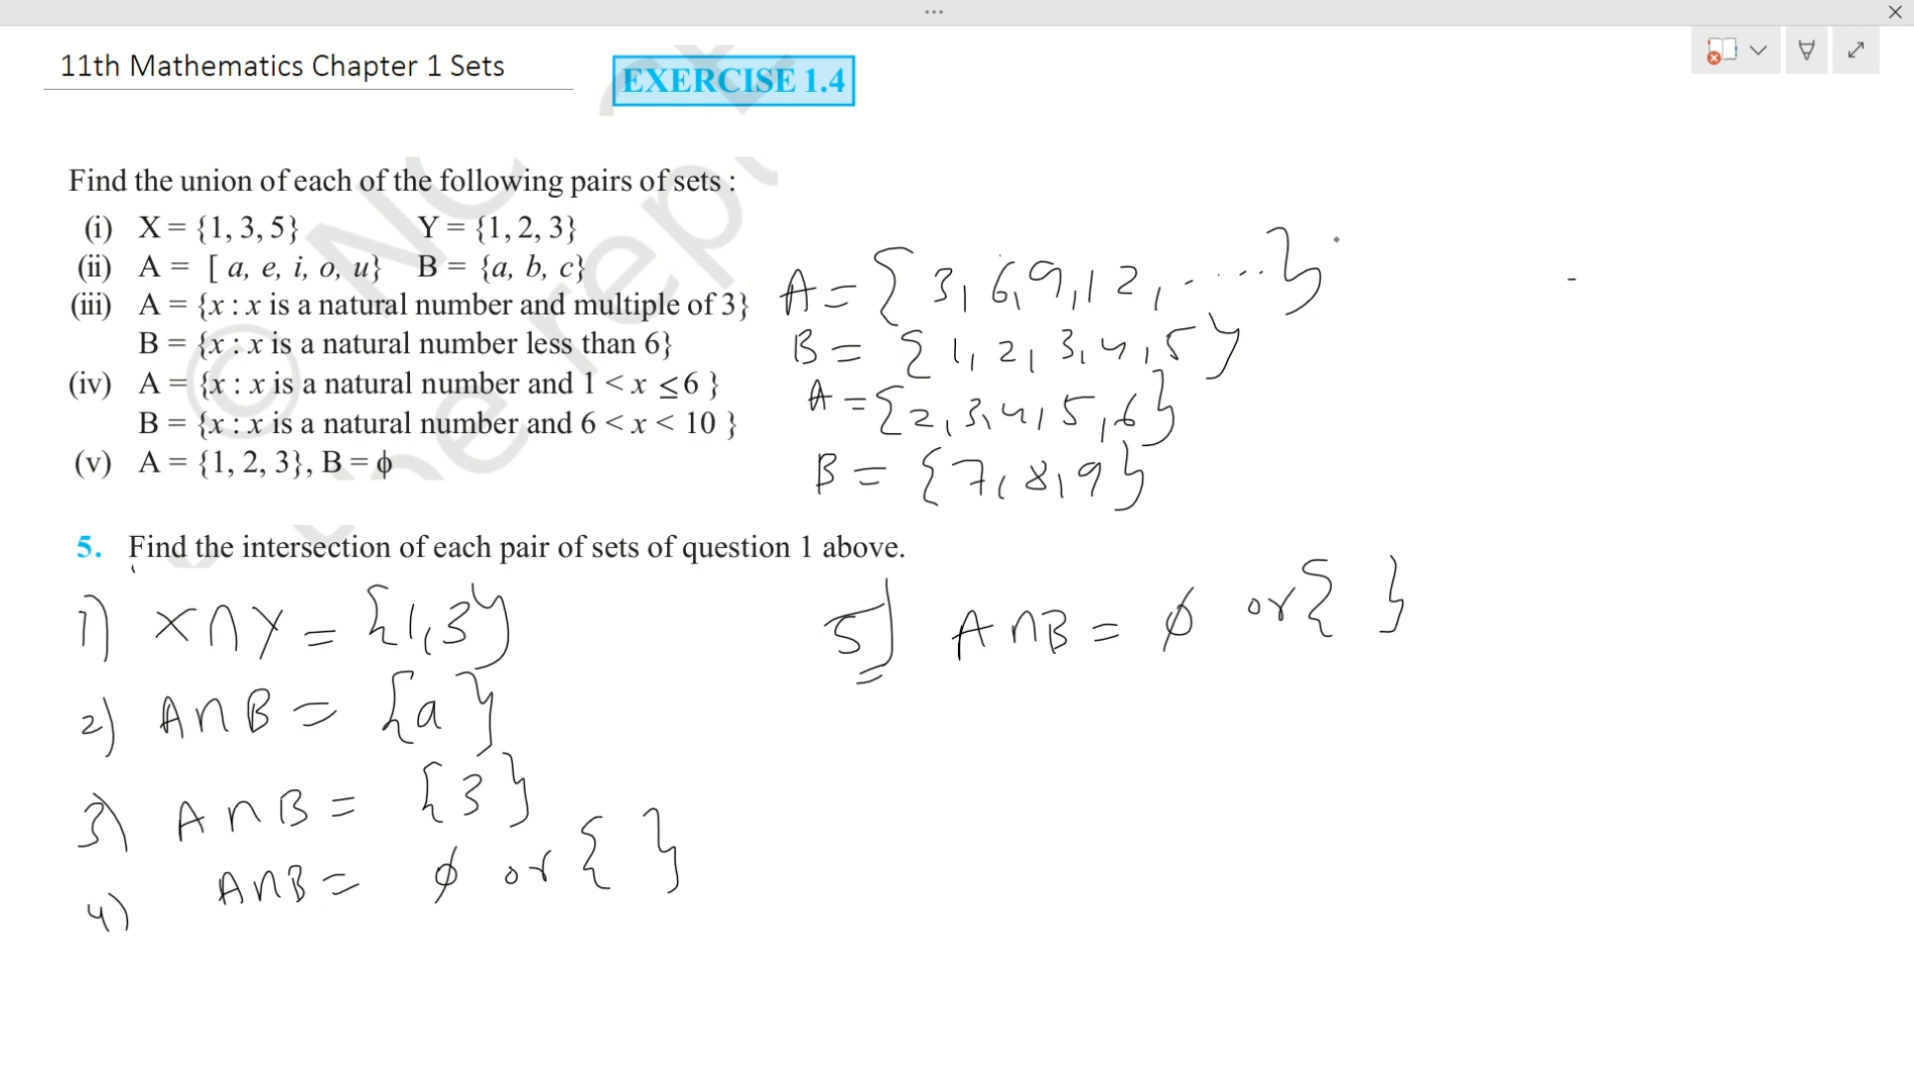 11th Mathematics Chapter 1 Sets
EXERCISE 1.4
Find the union of each of the following pairs of sets :
(i) X = {1, 3, 5} Y = {1, 2, 3}
(ii) A = [ a, e, i, o, u} B = {a, b, c}
(iii) A = {x : x is a natural number and multiple of 3}
B = {x : x is a natural number less than 6}
(iv) A = {x : x is a natural number and 1 < x ≤ 6 }
B = {x : x is a natural number and 6 < x < 10 }
(v) A = {1, 2, 3}, B = ϕ
A = {3, 6, 9, 12, .....}
B = {1, 2, 3, 4, 5}
A = {2, 3, 4, 5, 6}
B = {7, 8, 9}
5. Find the intersection of each pair of sets of question 1 above.
1) X∩Y = {1, 3}
2) A∩B = {a}
3) A∩B = {3}
4) A∩B = ϕ or { }
5) A∩B = ϕ or { }